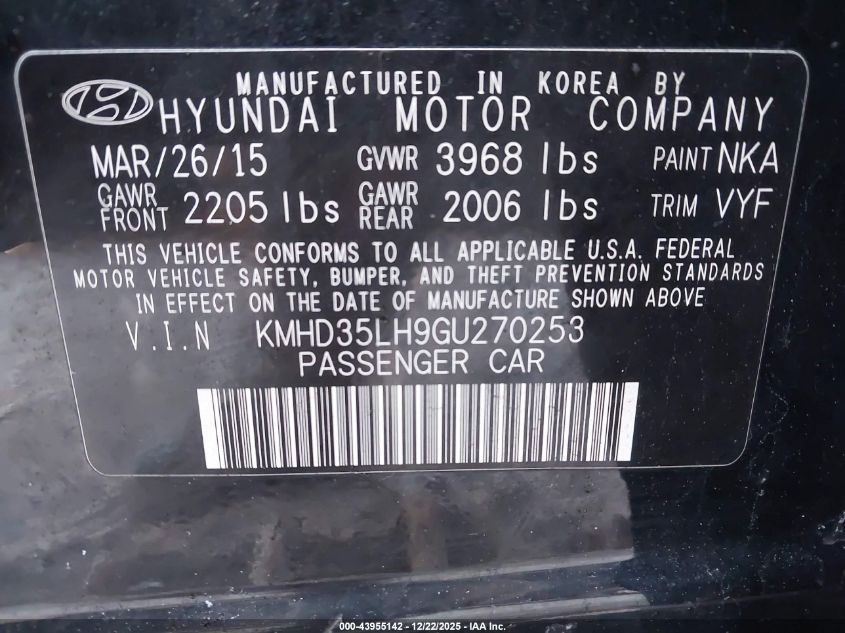 MANUFACTURED IN KOREA BY
HYUNDAI MOTOR COMPANY
MAR/26/15 GVWR 3968 lbs PAINT NKA
GAWR FRONT 2205 lbs GAWR REAR 2006 lbs TRIM VYF
THIS VEHICLE CONFORMS TO ALL APPLICABLE U.S.A. FEDERAL
MOTOR VEHICLE SAFETY, BUMPER, AND THEFT PREVENTION STANDARDS
IN EFFECT ON THE DATE OF MANUFACTURE SHOWN ABOVE
V.I.N KMHD35LH9GU270253
PASSENGER CAR
000-43955142 - 12/22/2025 - IAA Inc.